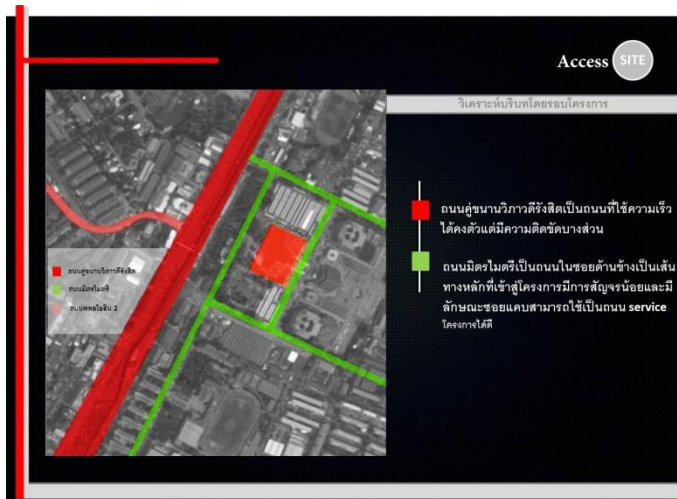 Access SITE
วิเคราะห์บริบทโดยรอบโครงการ
ถนนคู่ขนานวิภาวดีรังสิตเป็นถนนที่ใช้ความเร็ว
ได้คงตัวแต่มีความติดขัดบางส่วน
ถนนมิตรไมตรีเป็นถนนในซอยด้านข้างเป็นเส้น
ทางหลักที่เข้าสู่โครงการมีการสัญจรน้อยและมี
ลักษณะซอยแคบสามารถใช้เป็นถนน service
โครงการได้ดี
ถนนคู่ขนานวิภาวดีรังสิต
ถนนมิตรไมตรี
ถนนพหลโยธิน 2